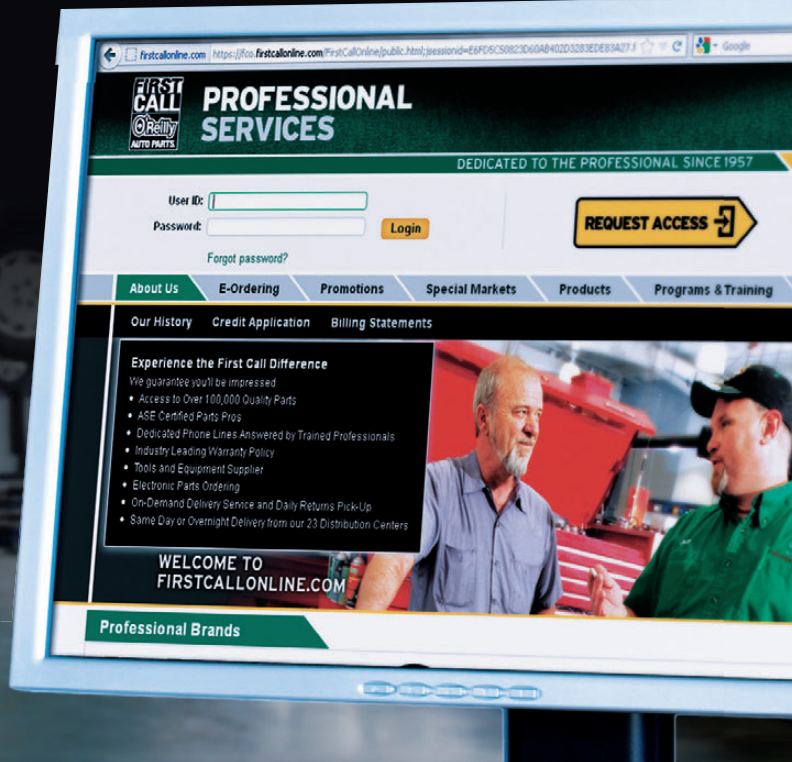 firstcallonline.com https://fco.firstcallonline.com/FirstCallOnline/public.html;jsessionid=E6FD5C50823D60AB402D3283EDE83A27.f Google
FIRST
CALL
O'Reilly
AUTO PARTS.
PROFESSIONAL
SERVICES
DEDICATED TO THE PROFESSIONAL SINCE 1957
User ID:
Password:
Login
Forgot password?
REQUEST ACCESS
About Us E-Ordering Promotions Special Markets Products Programs & Training
Our History Credit Application Billing Statements
Experience the First Call Difference
We guarantee you'll be impressed
• Access to Over 100,000 Quality Parts
• ASE Certified Parts Pros
• Dedicated Phone Lines Answered by Trained Professionals
• Industry Leading Warranty Policy
• Tools and Equipment Supplier
• Electronic Parts Ordering
• On-Demand Delivery Service and Daily Returns Pick-Up
• Same Day or Overnight Delivery from our 23 Distribution Centers
WELCOME TO
FIRSTCALLONLINE.COM
Professional Brands